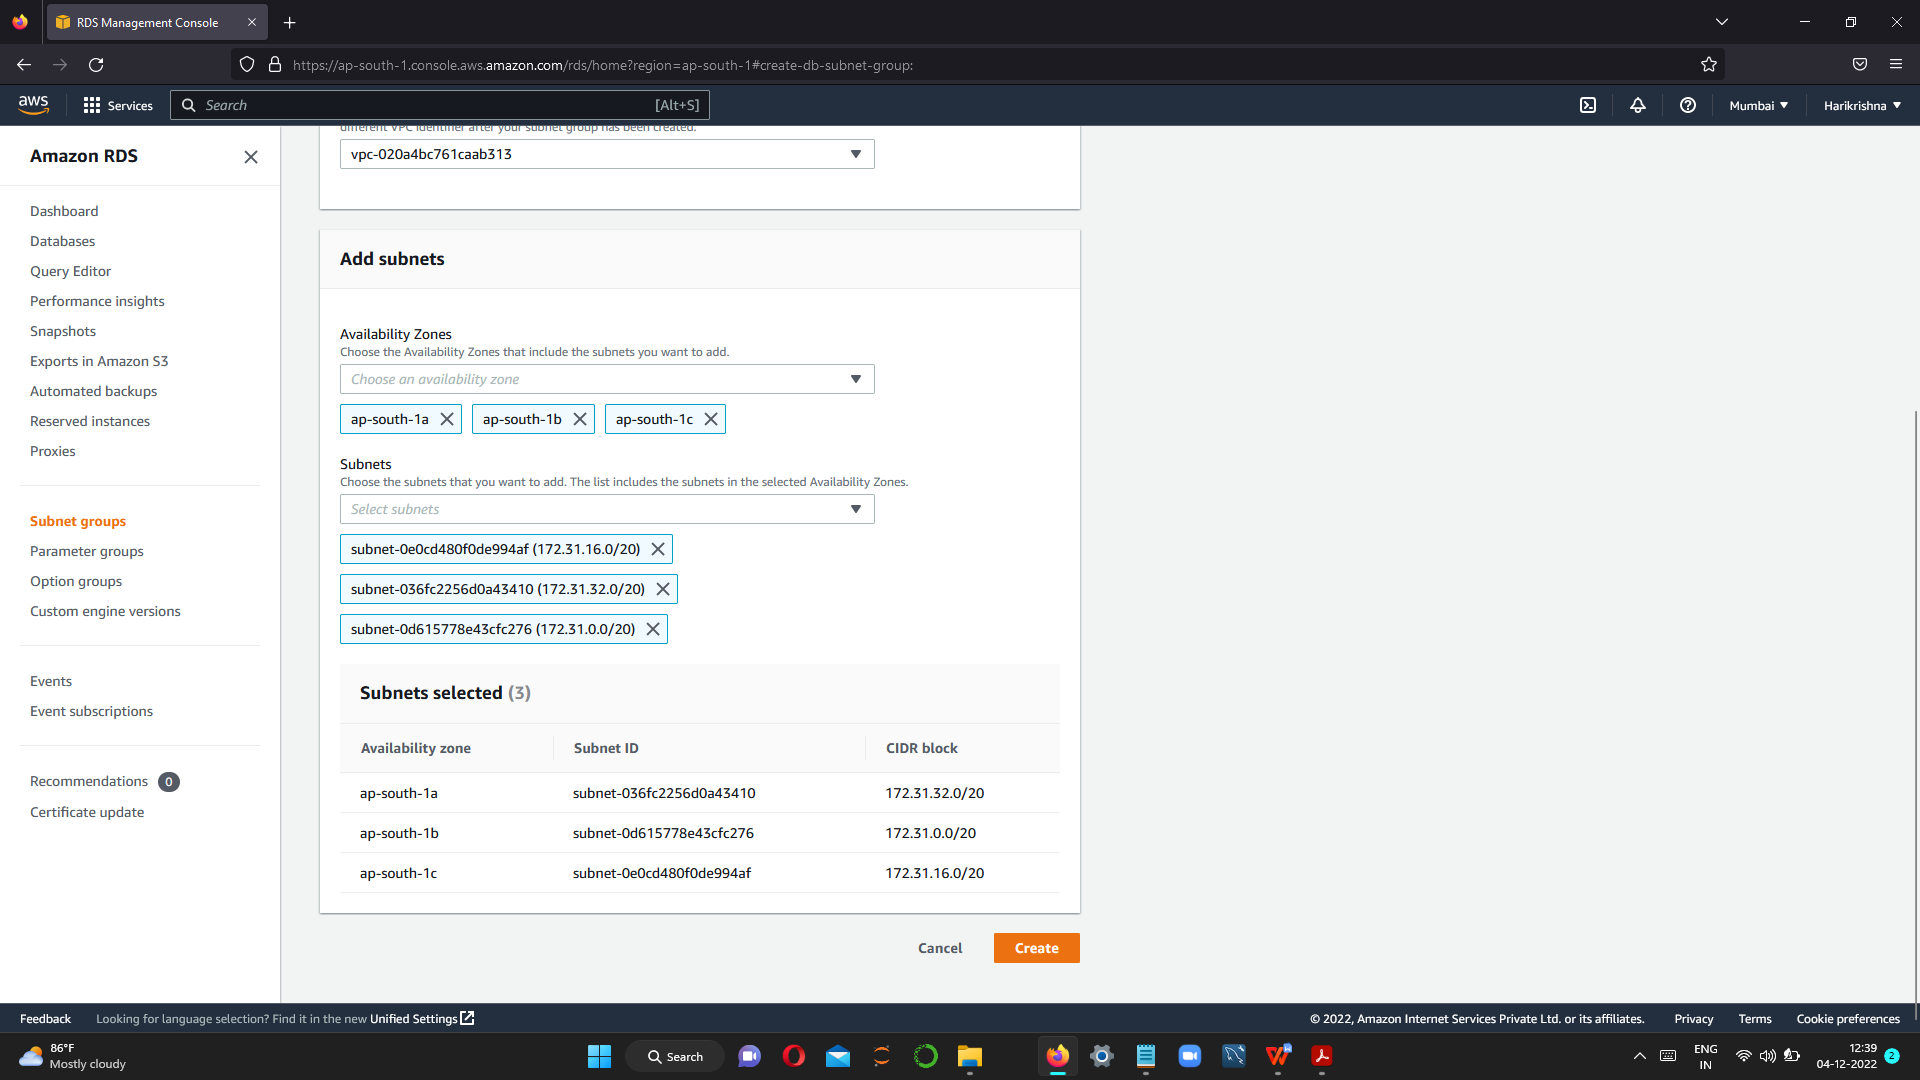 RDS Management Console
https://ap-south-1.console.aws.amazon.com/rds/home?region=ap-south-1#create-db-subnet-group:
aws
Services
Search
[Alt+S]
Mumbai
Harikrishna
Amazon RDS
Dashboard
Databases
Query Editor
Performance insights
Snapshots
Exports in Amazon S3
Automated backups
Reserved instances
Proxies
Subnet groups
Parameter groups
Option groups
Custom engine versions
Events
Event subscriptions
Recommendations 0
Certificate update
different VPC identifier after your subnet group has been created.
vpc-020a4bc761caab313
Add subnets
Availability Zones
Choose the Availability Zones that include the subnets you want to add.
Choose an availability zone
ap-south-1a ap-south-1b ap-south-1c
Subnets
Choose the subnets that you want to add. The list includes the subnets in the selected Availability Zones.
Select subnets
subnet-0e0cd480f0de994af (172.31.16.0/20)
subnet-036fc2256d0a43410 (172.31.32.0/20)
subnet-0d615778e43cfc276 (172.31.0.0/20)
Subnets selected (3)
Availability zone Subnet ID CIDR block
ap-south-1a subnet-036fc2256d0a43410 172.31.32.0/20
ap-south-1b subnet-0d615778e43cfc276 172.31.0.0/20
ap-south-1c subnet-0e0cd480f0de994af 172.31.16.0/20
Cancel Create
Feedback Looking for language selection? Find it in the new Unified Settings
© 2022, Amazon Internet Services Private Ltd. or its affiliates. Privacy Terms Cookie preferences
86°F
Mostly cloudy
Search
ENG
IN
12:39
04-12-2022
2